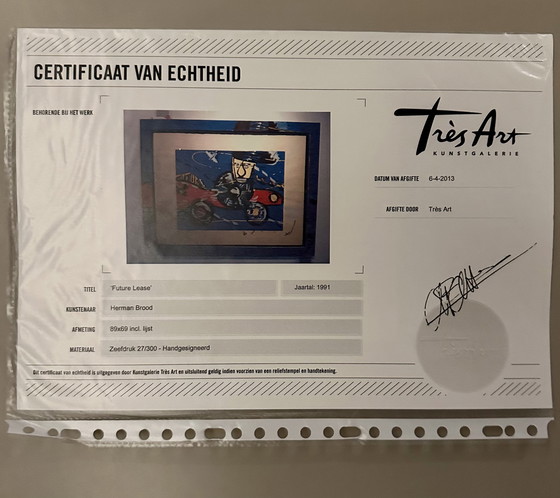 CERTIFICAAT VAN ECHTHEID
BEHORENDE BIJ HET WERK
Très Art
KUNSTGALERIE
DATUM VAN AFGIFTE 6-4-2013
AFGIFTE DOOR Très Art
TITEL 'Future Lease' Jaartal: 1991
KUNSTENAAR Herman Brood
AFMETING 89x69 incl. lijst
MATERIAAL Zeefdruk 27/300 - Handgesigneerd
Dit certificaat van echtheid is uitgegeven door Kunstgalerie Très Art en uitsluitend geldig indien voorzien van een reliëfstempel en handtekening.